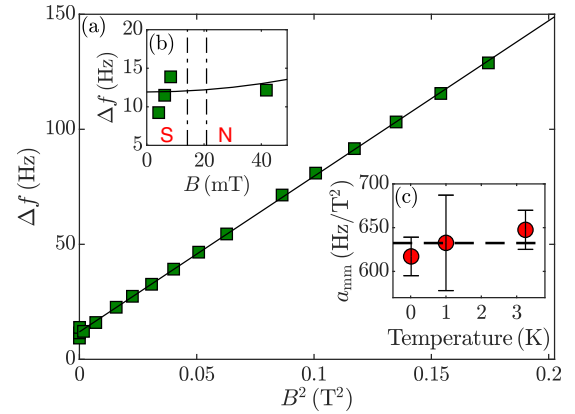 (a)
150
100
50
0
Δf (Hz)
0 0.05 0.1 0.15 0.2
B² (T²)
(b)
20
15
10
5
Δf (Hz)
S N
0 20 40
B (mT)
(c)
700
650
600
a_mm (Hz/T²)
0 1 2 3
Temperature (K)